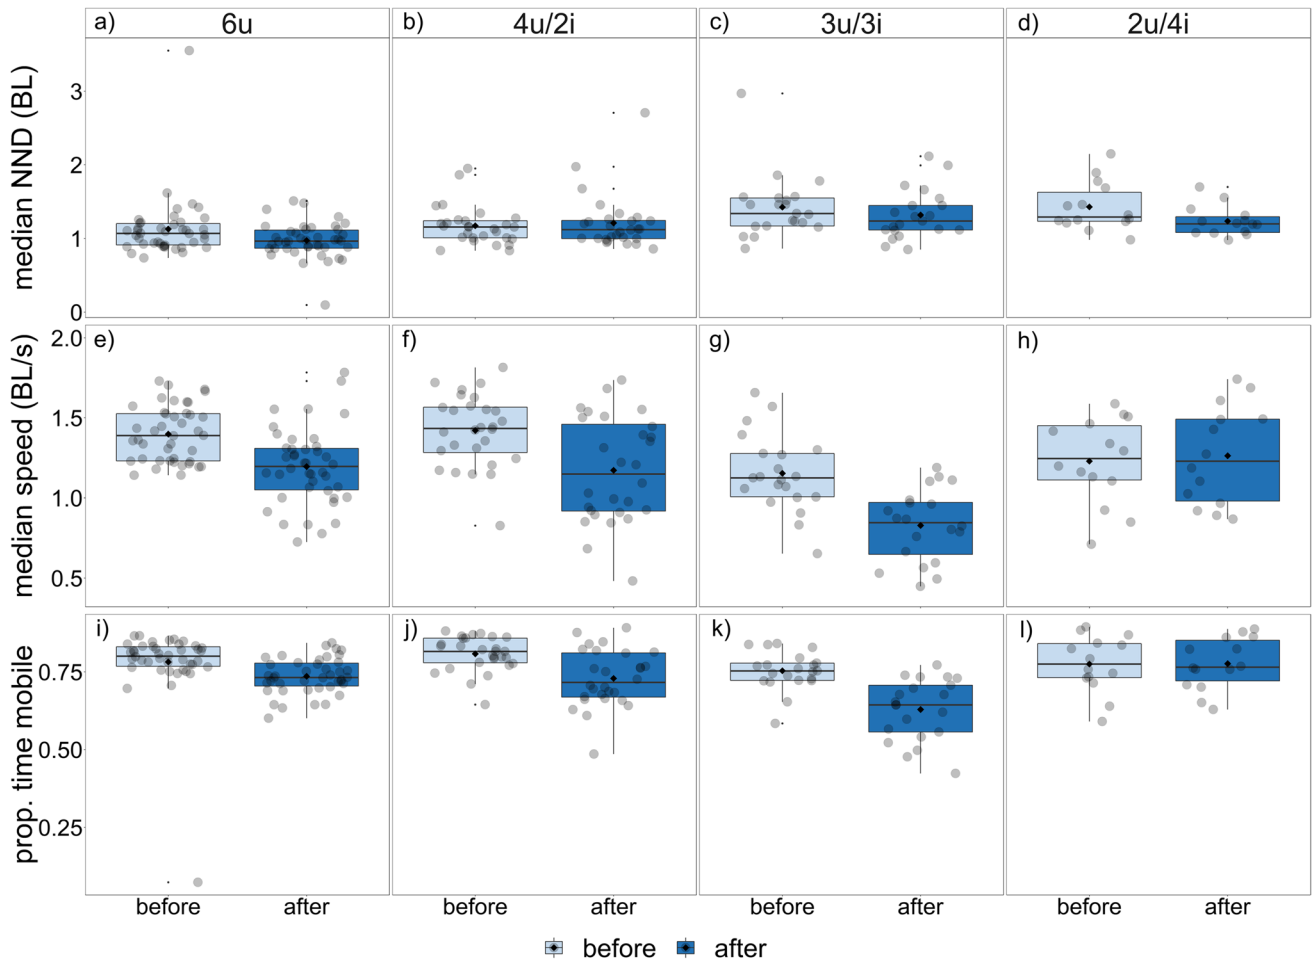 a) 6u b) 4u/2i c) 3u/3i d) 2u/4i
median NND (BL)
3
2
1
0
e) f) g) h)
median speed (BL/s)
2.0
1.5
1.0
0.5
i) j) k) l)
prop. time mobile
0.75
0.50
0.25
before after before after before after before after
before after